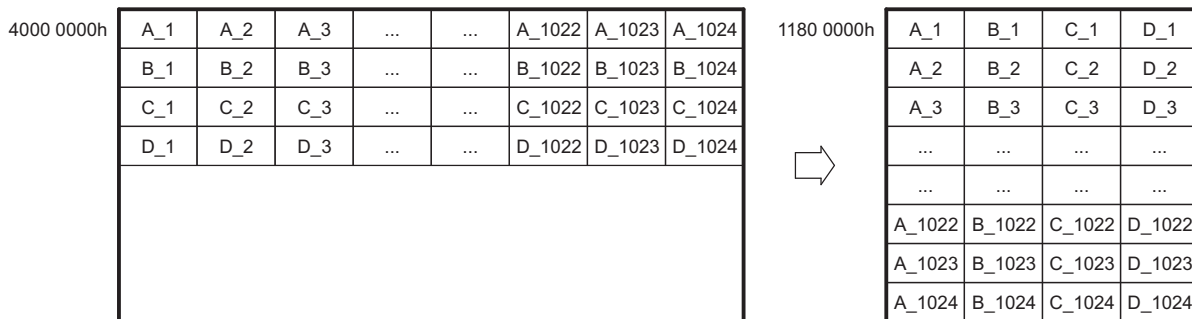 4000 0000h A_1 A_2 A_3 ... ... A_1022 A_1023 A_1024
B_1 B_2 B_3 ... ... B_1022 B_1023 B_1024
C_1 C_2 C_3 ... ... C_1022 C_1023 C_1024
D_1 D_2 D_3 ... ... D_1022 D_1023 D_1024
1180 0000h A_1 B_1 C_1 D_1
A_2 B_2 C_2 D_2
A_3 B_3 C_3 D_3
... ... ... ...
... ... ... ...
A_1022 B_1022 C_1022 D_1022
A_1023 B_1023 C_1023 D_1023
A_1024 B_1024 C_1024 D_1024